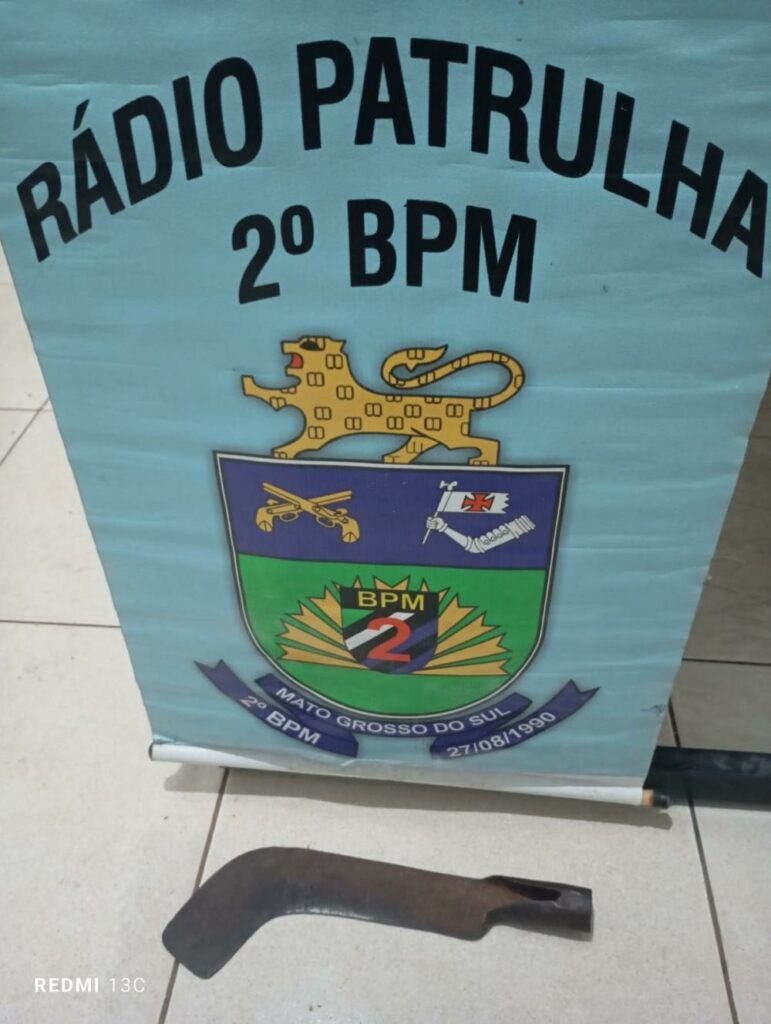 RÁDIO PATRULHA
2º BPM
BPM
2
MATO GROSSO DO SUL
2º BPM
27/08/1990
REDMI 13C